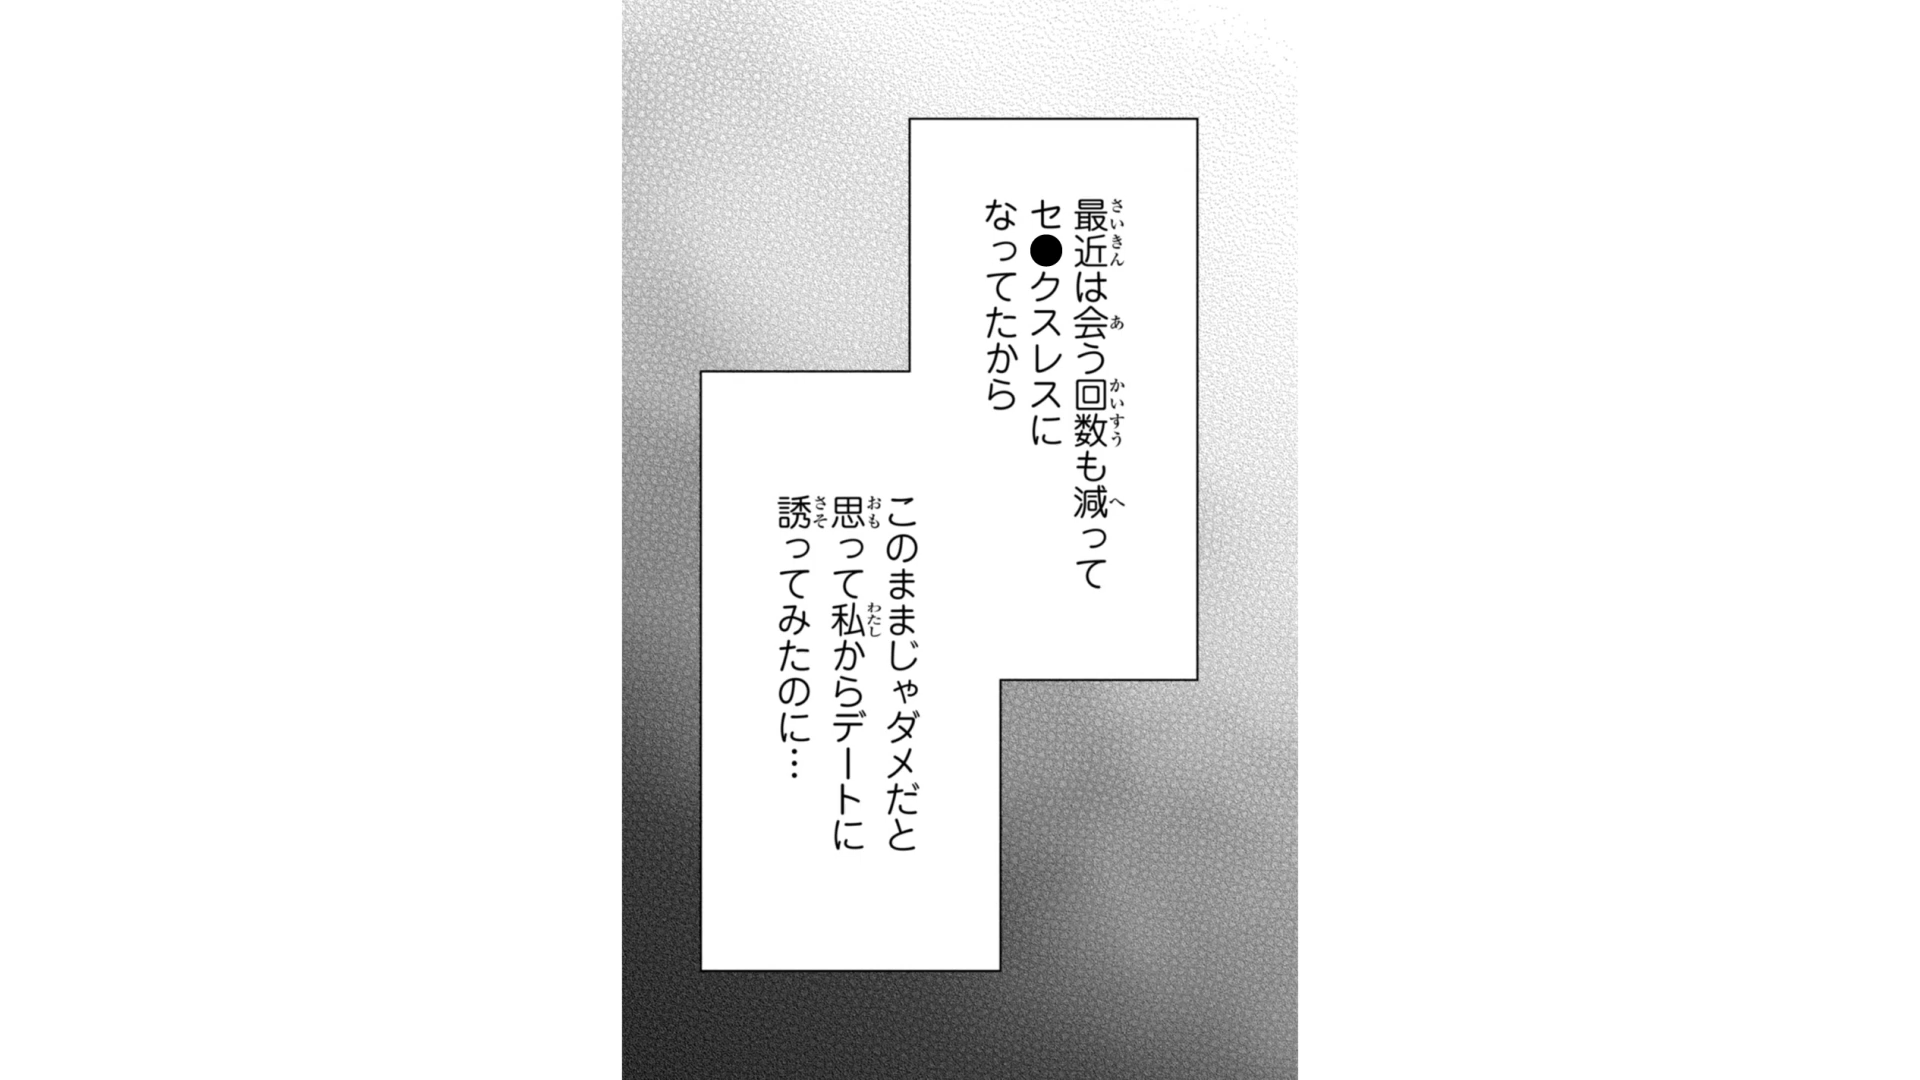 最近は会う回数も減って
セ●クスレスに
なってたから
このままじゃダメだと
思って私からデートに
誘ってみたのに…